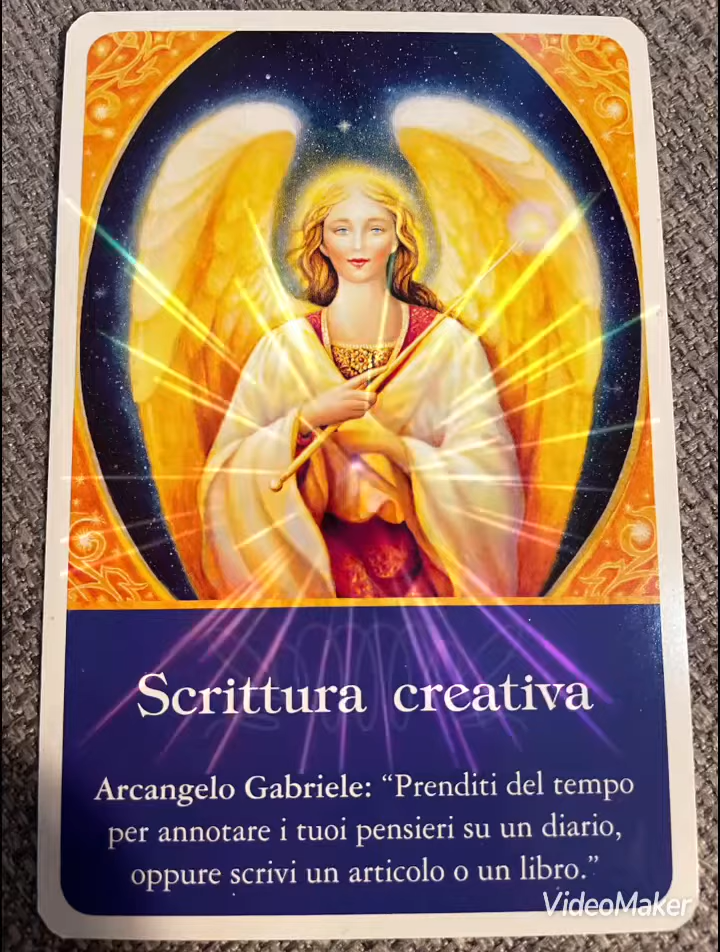 Scrittura creativa
Arcangelo Gabriele: “Prenditi del tempo
per annotare i tuoi pensieri su un diario,
oppure scrivi un articolo o un libro.”
VideoMaker